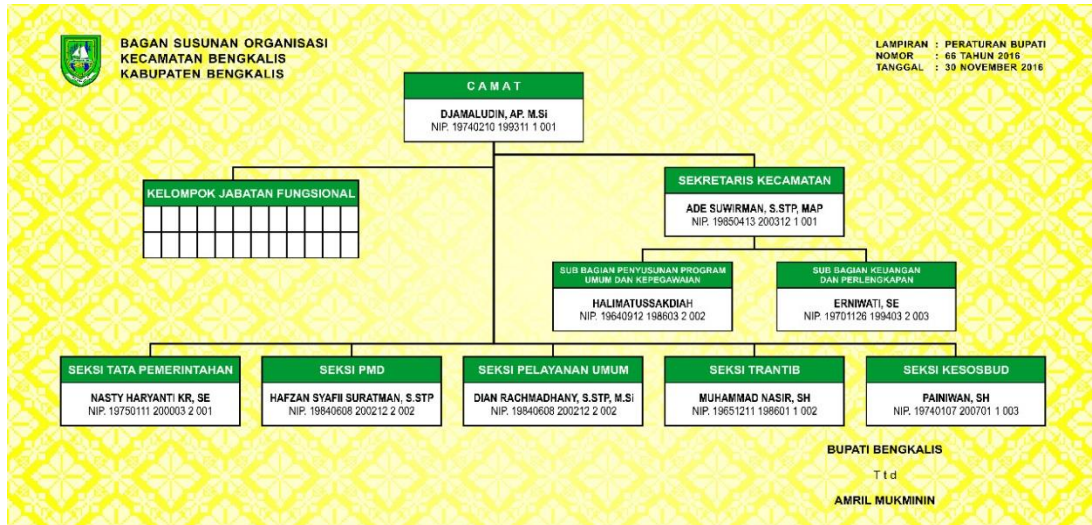 BAGAN SUSUNAN ORGANISASI
KECAMATAN BENGKALIS
KABUPATEN BENGKALIS
LAMPIRAN : PERATURAN BUPATI
NOMOR : 66 TAHUN 2016
TANGGAL : 30 NOVEMBER 2016
CAMAT
DJAMALUDIN, AP. M.Si
NIP. 19740210 199311 1 001
KELOMPOK JABATAN FUNGSIONAL
SEKRETARIS KECAMATAN
ADE SUWIRMAN, S.STP, MAP
NIP. 19850413 200312 1 001
SUB BAGIAN PENYUSUNAN PROGRAM
UMUM DAN KEPEGAWAIAN
HALIMATUSSAKDIAH
NIP. 19640912 198603 2 002
SUB BAGIAN KEUANGAN
DAN PERLENGKAPAN
ERNIWATI, SE
NIP. 19701126 199403 2 003
SEKSI TATA PEMERINTAHAN
NASTY HARYANTI KR, SE
NIP. 19750111 200003 2 001
SEKSI PMD
HAFZAN SYAFII SURATMAN, S.STP
NIP. 19840608 200212 2 002
SEKSI PELAYANAN UMUM
DIAN RACHMADHANY, S.STP, M.Si
NIP. 19840608 200212 2 002
SEKSI TRANTIB
MUHAMMAD NASIR, SH
NIP. 19651211 198601 1 002
SEKSI KESOSBUD
PAINIWAN, SH
NIP. 19740107 200701 1 003
BUPATI BENGKALIS
Ttd
AMRIL MUKMININ